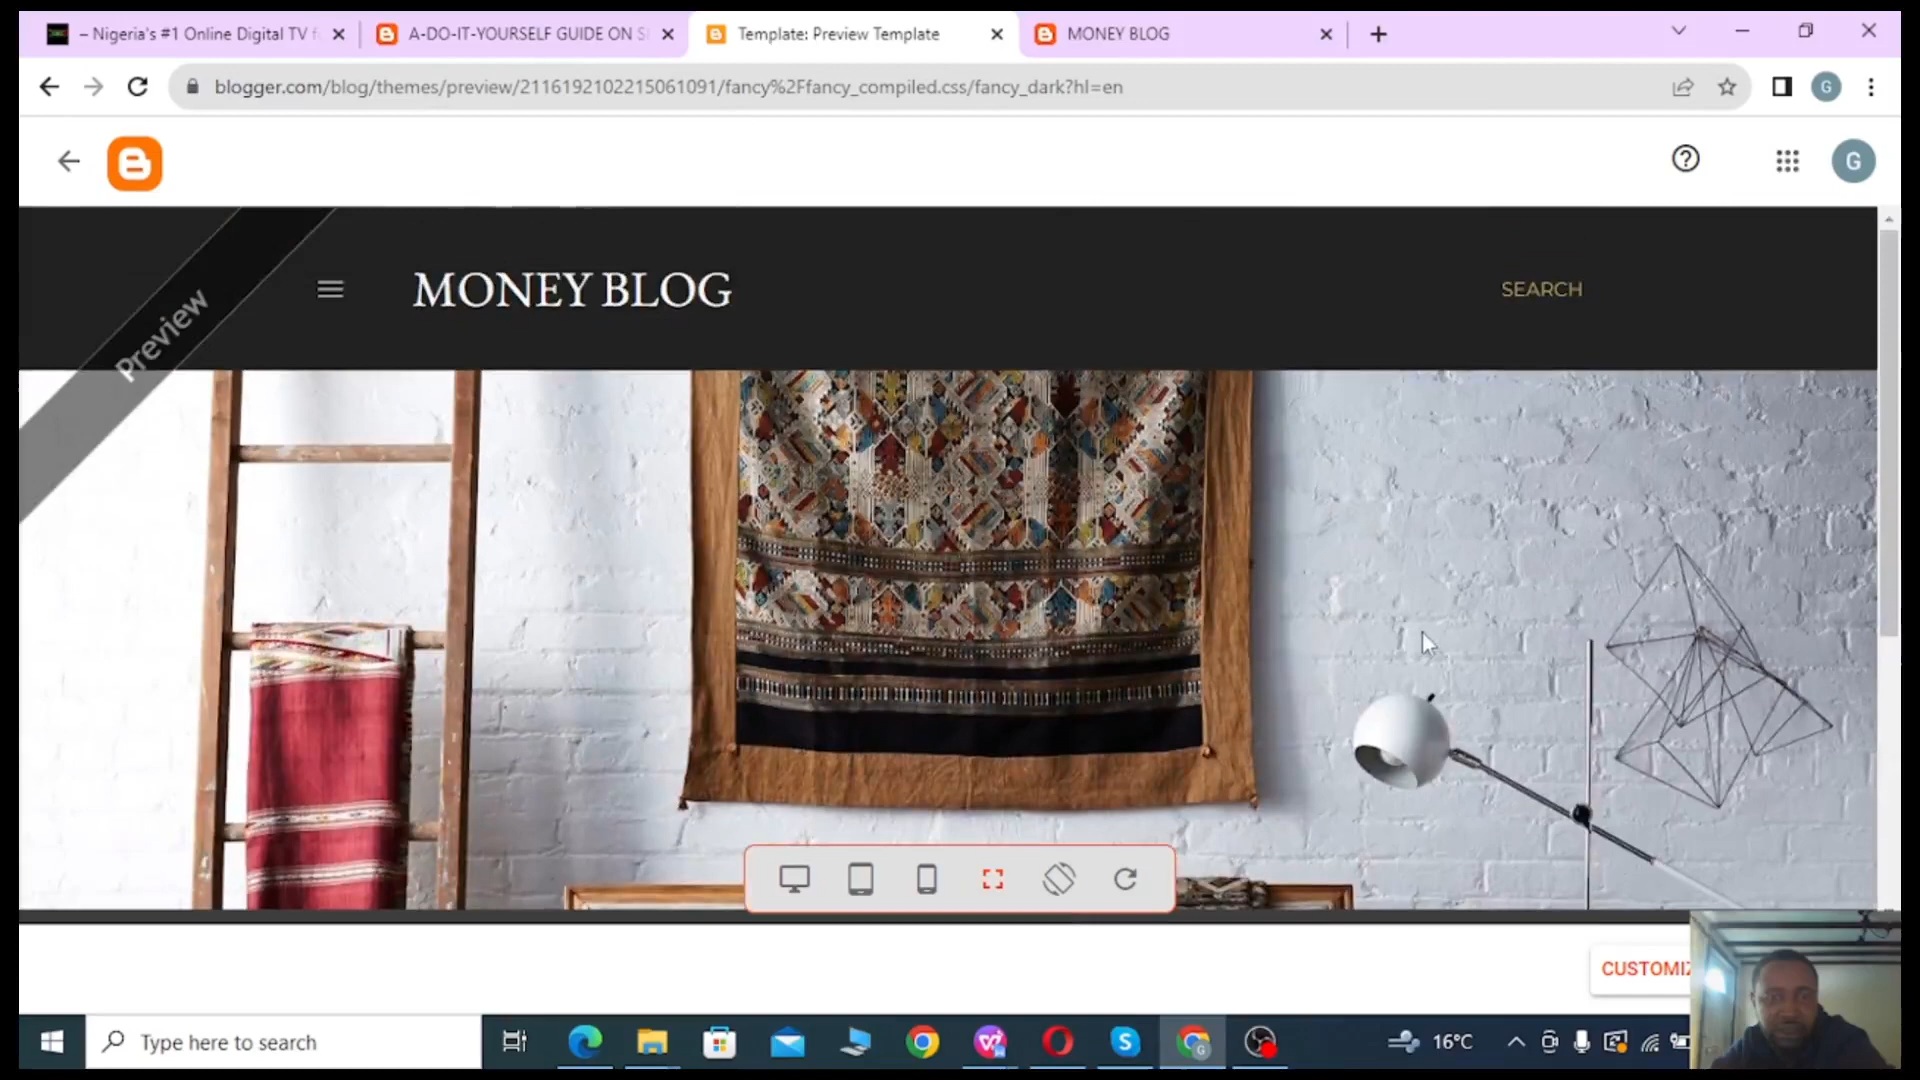 – Nigeria's #1 Online Digital TV f
A-DO-IT-YOURSELF GUIDE ON S
Template: Preview Template
MONEY BLOG
blogger.com/blog/themes/preview/2116192102215061091/fancy%2Ffancy_compiled.css/fancy_dark?hl=en
G
G
Preview
MONEY BLOG
SEARCH
CUSTOMIZ
Type here to search
16°C